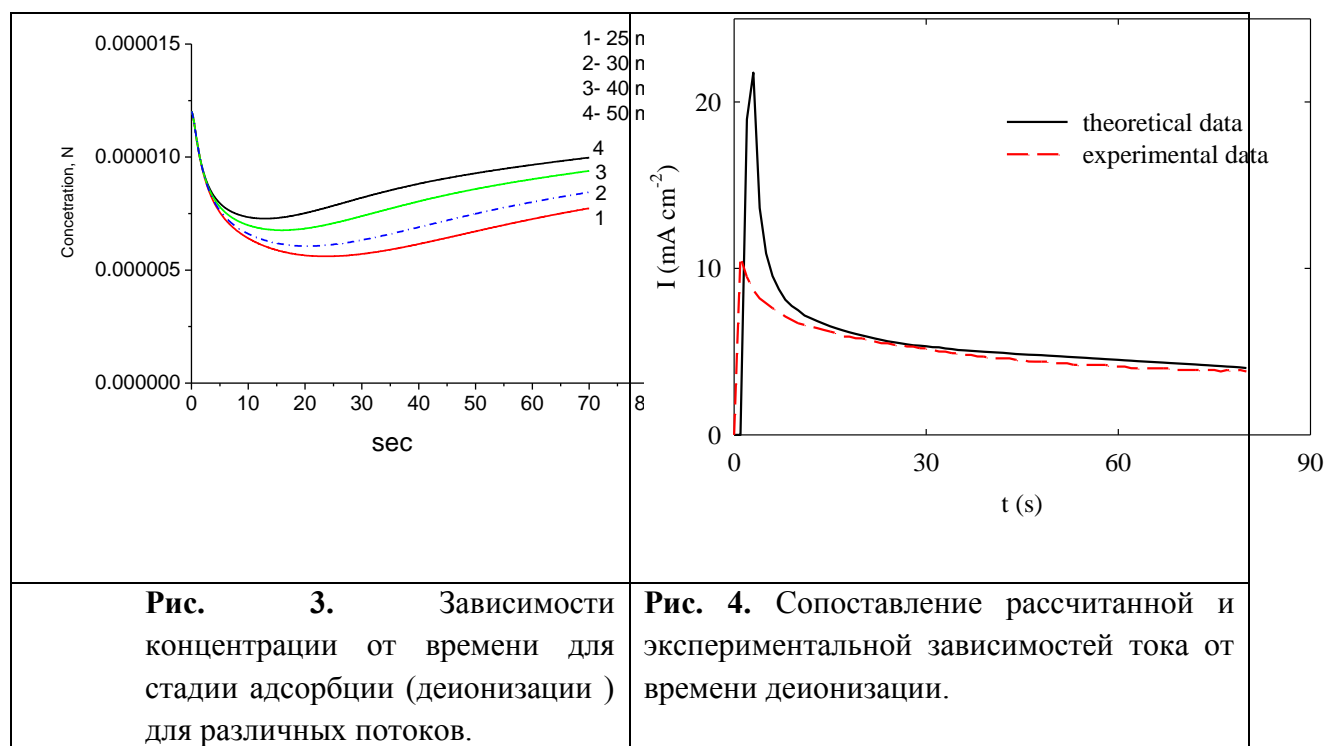 0.000015
0.000010
0.000005
0.000000
Concetration, N
1- 25 m
2- 30 m
3- 40 m
4- 50 m
4
3
2
1
0 10 20 30 40 50 60 70 8
sec
20
10
0
I (mA cm-2)
theoretical data
experimental data
0 30 60 90
t (s)
Рис. 3. Зависимости
концентрации от времени для
стадии адсорбции (деионизации )
для различных потоков.
Рис. 4. Сопоставление рассчитанной и
экспериментальной зависимостей тока от
времени деионизации.